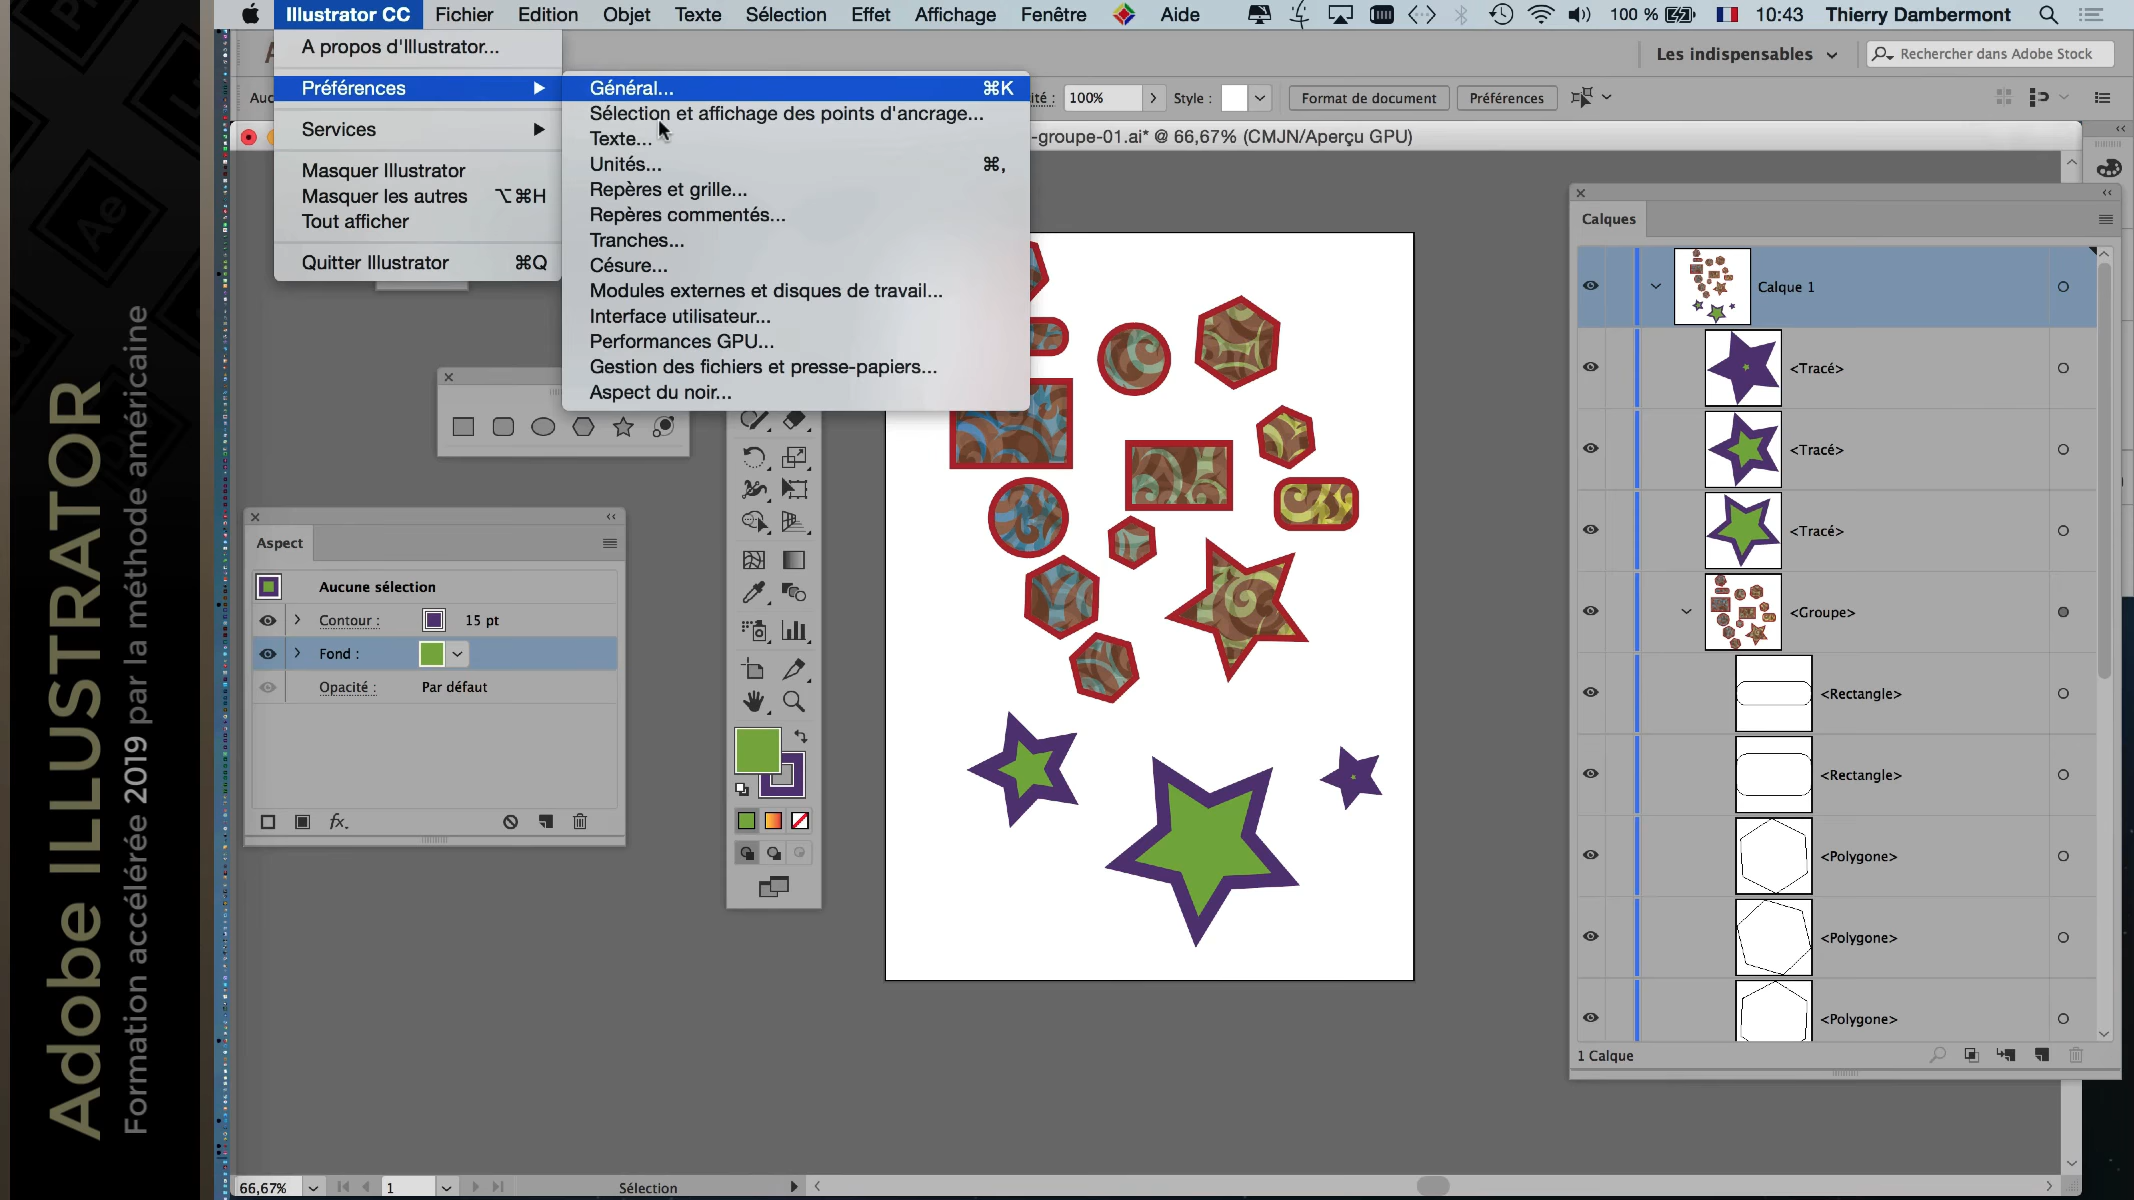 Adobe ILLUSTRATOR
Formation accélérée 2019 par la méthode américaine
Illustrator CC Fichier Edition Objet Texte Sélection Effet Affichage Fenêtre Aide 100 % 10:43 Thierry Dambermont
A propos d'Illustrator...
Préférences
Services
Masquer Illustrator
Masquer les autres ⌥⌘H
Tout afficher
Quitter Illustrator ⌘Q
Général... ⌘K
Sélection et affichage des points d'ancrage...
Texte...
Unités... ⌘,
Repères et grille...
Repères commentés...
Tranches...
Césure...
Modules externes et disques de travail...
Interface utilisateur...
Performances GPU...
Gestion des fichiers et presse-papiers...
Aspect du noir...
Les indispensables
Rechercher dans Adobe Stock
Auc
ité : 100% Style : Format de document Préférences
-groupe-01.ai* @ 66,67% (CMJN/Aperçu GPU)
Aspect
Aucune sélection
Contour : 15 pt
Fond :
Opacité : Par défaut
fx.
Calques
Calque 1
<Tracé>
<Tracé>
<Tracé>
<Groupe>
<Rectangle>
<Rectangle>
<Polygone>
<Polygone>
<Polygone>
1 Calque
66,67% 1 Sélection
Ae